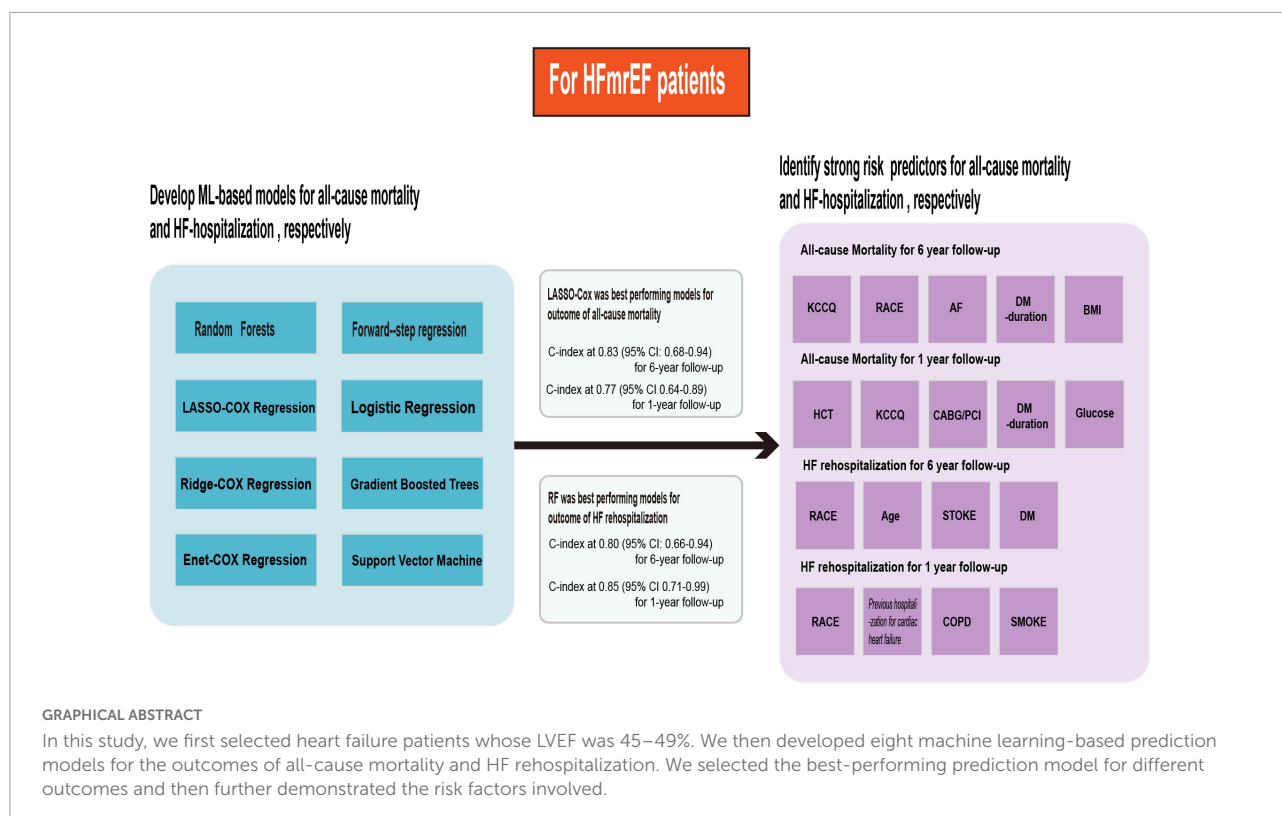 For HFmrEF patients
Develop ML-based models for all-cause mortality
and HF-hospitalization , respectively
Random Forests
Forward--step regression
LASSO-COX Regression
Logistic Regression
Ridge-COX Regression
Gradient Boosted Trees
Enet-COX Regression
Support Vector Machine
LASSO-Cox was best performing models for
outcome of all-cause mortality
C-index at 0.83 (95% CI: 0.68-0.94)
for 6-year follow-up
C-index at 0.77 (95% CI 0.64-0.89)
for 1-year follow-up
RF was best performing models for
outcome of HF rehospitalization
C-index at 0.80 (95% CI: 0.66-0.94)
for 6-year follow-up
C-index at 0.85 (95% CI 0.71-0.99)
for 1-year follow-up
Identify strong risk predictors for all-cause mortality
and HF-hospitalization , respectively
All-cause Mortality for 6 year follow-up
KCCQ
RACE
AF
DM
-duration
BMI
All-cause Mortality for 1 year follow-up
HCT
KCCQ
CABG/PCI
DM
-duration
Glucose
HF rehospitalization for 6 year follow-up
RACE
Age
STOKE
DM
HF rehospitalization for 1 year follow-up
RACE
Previous hospitali
-zation for cardiac
heart failure
COPD
SMOKE
GRAPHICAL ABSTRACT
In this study, we first selected heart failure patients whose LVEF was 45–49%. We then developed eight machine learning-based prediction
models for the outcomes of all-cause mortality and HF rehospitalization. We selected the best-performing prediction model for different
outcomes and then further demonstrated the risk factors involved.